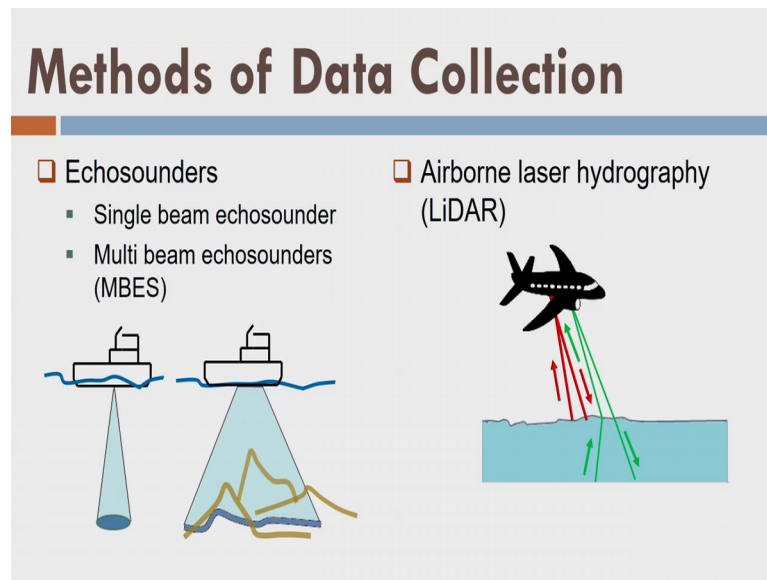 Methods of Data Collection
Echosounders
Single beam echosounder
Multi beam echosounders
(MBES)
Airborne laser hydrography
(LiDAR)